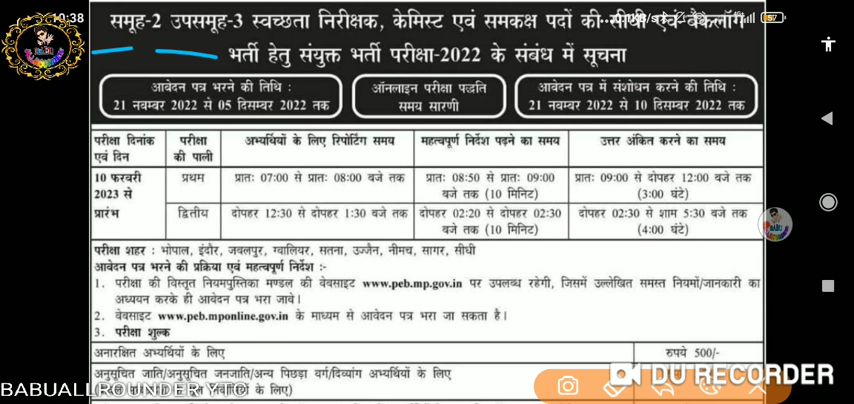 10:38
समूह-2 उपसमूह-3 स्वच्छता निरीक्षक, केमिस्ट एवं समकक्ष पदों की सीधी एवं बैकलॉग
भर्ती हेतु संयुक्त भर्ती परीक्षा-2022 के संबंध में सूचना
आवेदन पत्र भरने की तिथि :
21 नवम्बर 2022 से 05 दिसम्बर 2022 तक
ऑनलाइन परीक्षा पद्धति
समय सारणी
आवेदन पत्र में संशोधन करने की तिथि :
21 नवम्बर 2022 से 10 दिसम्बर 2022 तक
परीक्षा दिनांक एवं दिन
परीक्षा की पाली
अभ्यर्थियों के लिए रिपोर्टिंग समय
महत्वपूर्ण निर्देश पढ़ने का समय
उत्तर अंकित करने का समय
10 फरवरी 2023 से प्रारंभ
प्रथम
प्रातः 07:00 से प्रातः 08:00 बजे तक
प्रातः 08:50 से प्रातः 09:00 बजे तक (10 मिनिट)
प्रातः 09:00 से दोपहर 12:00 बजे तक (3:00 घंटे)
द्वितीय
दोपहर 12:30 से दोपहर 1:30 बजे तक
दोपहर 02:20 से दोपहर 02:30 बजे तक (10 मिनिट)
दोपहर 02:30 से शाम 5:30 बजे तक (4:00 घंटे)
परीक्षा शहर : भोपाल, इंदौर, जबलपुर, ग्वालियर, सतना, उज्जैन, नीमच, सागर, सीधी
आवेदन पत्र भरने की प्रक्रिया एवं महत्वपूर्ण निर्देश :-
1. परीक्षा की विस्तृत नियमपुस्तिका मण्डल की वेबसाइट www.peb.mp.gov.in पर उपलब्ध रहेगी, जिसमें उल्लेखित समस्त नियमों/जानकारी का
अध्ययन करके ही आवेदन पत्र भरा जावे।
2. वेबसाइट www.peb.mponline.gov.in के माध्यम से आवेदन पत्र भरा जा सकता है।
3. परीक्षा शुल्क
अनारक्षित अभ्यर्थियों के लिए
रुपये 500/-
अनुसूचित जाति/अनुसूचित जनजाति/अन्य पिछड़ा वर्ग/दिव्यांग अभ्यर्थियों के लिए
के लिए)
BABUALLROUNDER YTC
DU RECORDER